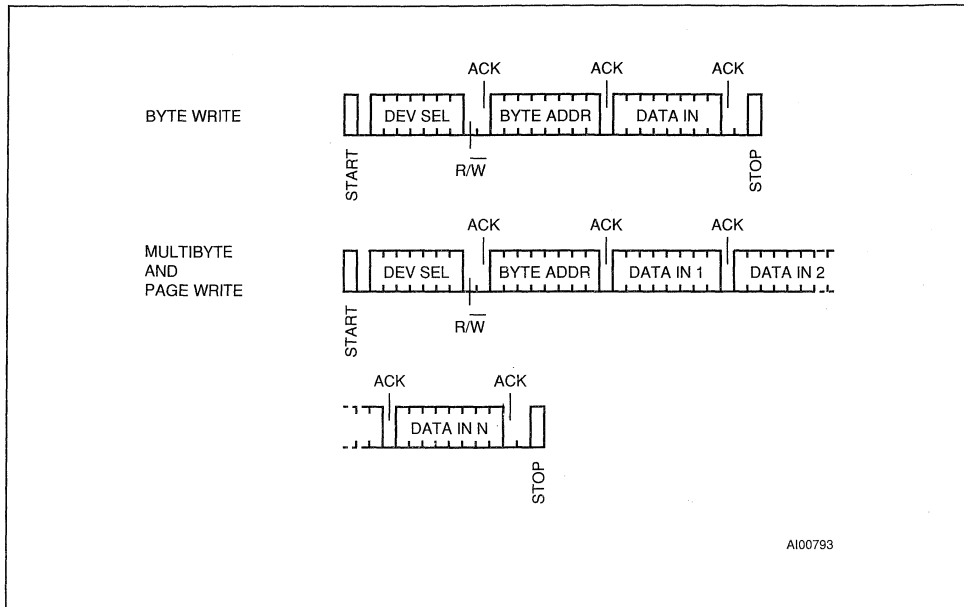 ACK ACK ACK
BYTE WRITE
DEV SEL BYTE ADDR DATA IN
START
R/W̅
STOP
ACK ACK ACK
MULTIBYTE
AND
PAGE WRITE
DEV SEL BYTE ADDR DATA IN 1 DATA IN 2
START
R/W̅
ACK ACK
DATA IN N
STOP
AI00793